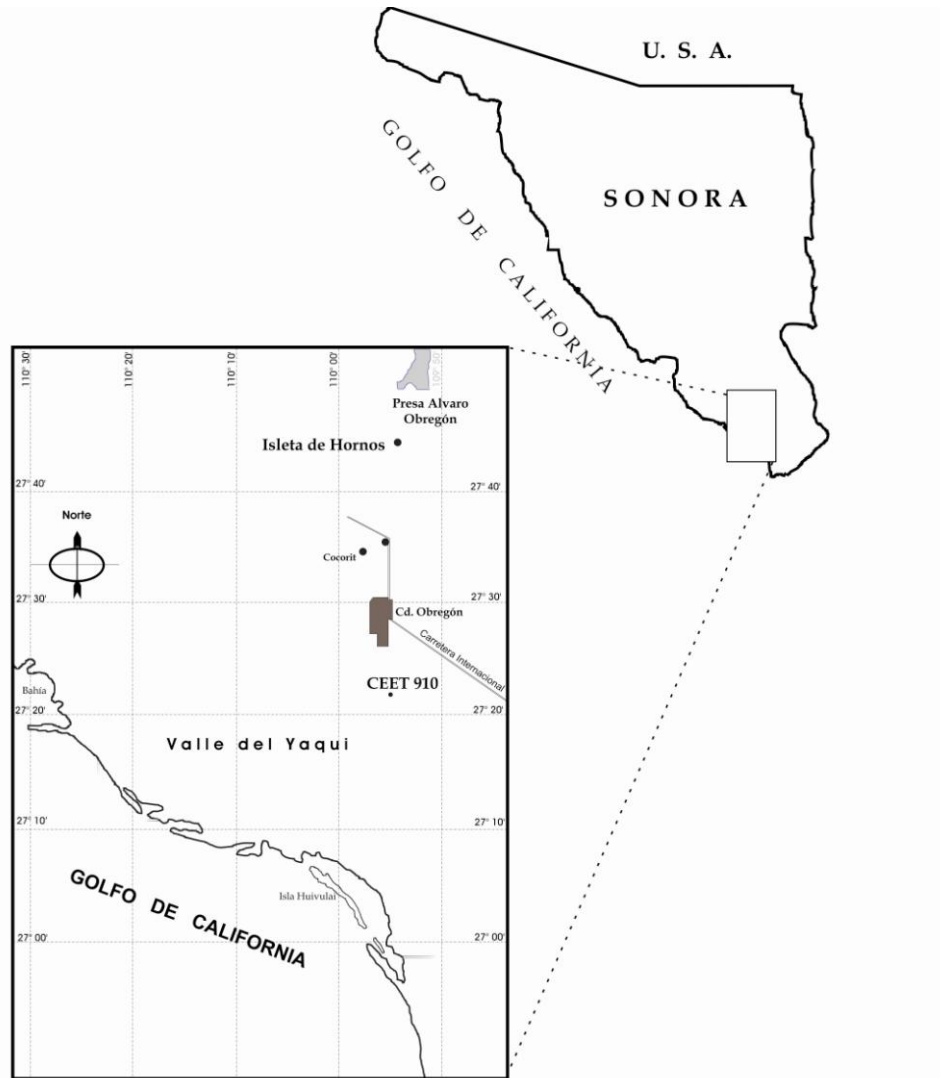 U. S. A.
GOLFO DE CALIFORNIA
SONORA
110° 30'
110° 20'
110° 10'
110° 00'
109° 50'
Presa Alvaro
Obregón
Isleta de Hornos
27° 40'
27° 40'
Norte
Cocorit
27° 30'
27° 30'
Cd. Obregón
Carretera Internacional
CEET 910
Bahía
27° 20'
27° 20'
Valle del Yaqui
27° 10'
27° 10'
GOLFO DE CALIFORNIA
Isla Huivulai
27° 00'
27° 00'